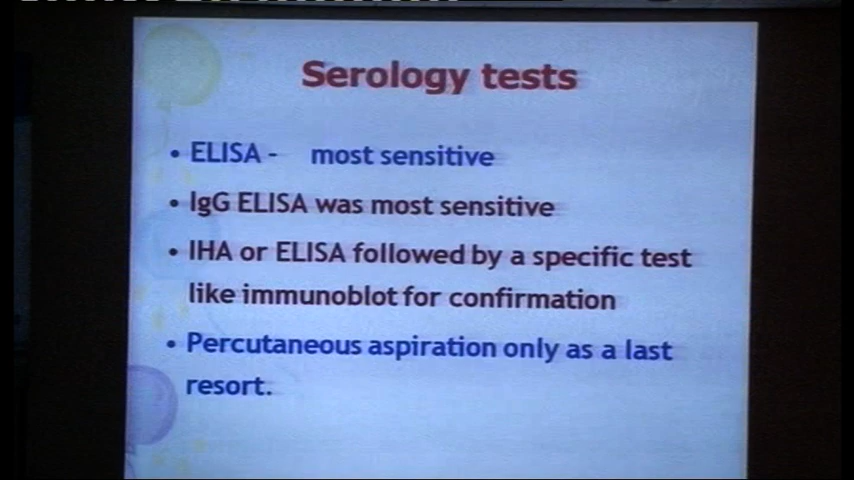 Serology tests
• ELISA - most sensitive
• IgG ELISA was most sensitive
• IHA or ELISA followed by a specific test
like immunoblot for confirmation
• Percutaneous aspiration only as a last
resort.